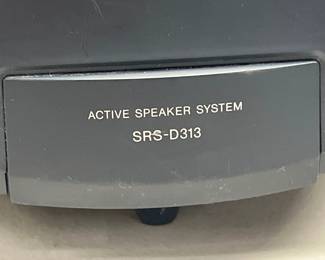 ACTIVE SPEAKER SYSTEM
SRS-D313